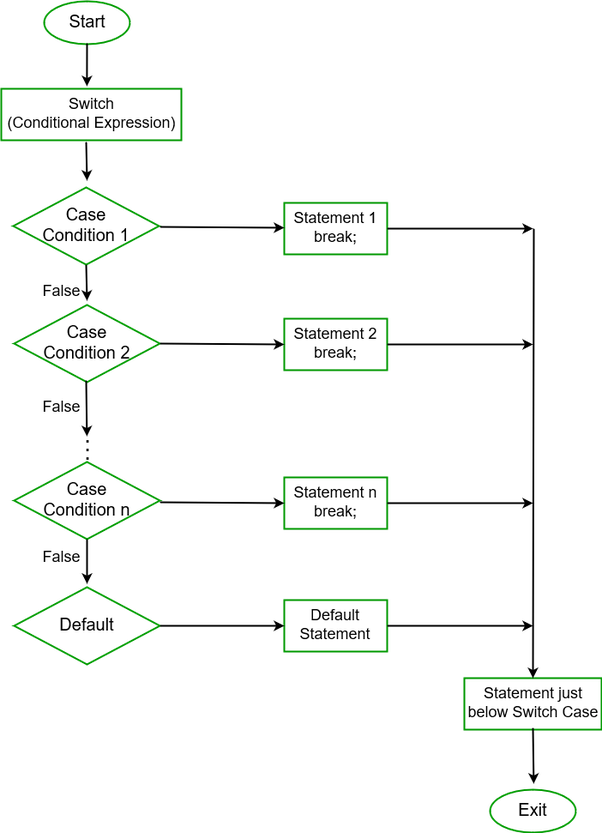 Start
Switch
(Conditional Expression)
Case
Condition 1
Statement 1
break;
False
Case
Condition 2
Statement 2
break;
False
Case
Condition n
Statement n
break;
False
Default
Default
Statement
Statement just
below Switch Case
Exit